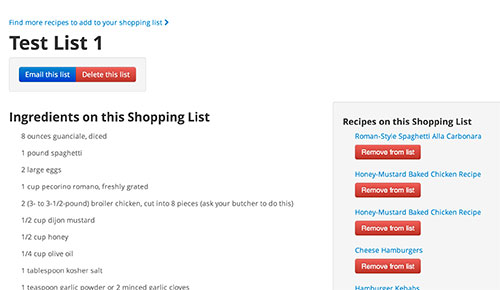 Find more recipes to add to your shopping list >
Test List 1
Email this list Delete this list
Ingredients on this Shopping List
8 ounces guanciale, diced
1 pound spaghetti
2 large eggs
1 cup pecorino romano, freshly grated
2 (3- to 3-1/2-pound) broiler chicken, cut into 8 pieces (ask your butcher to do this)
1/2 cup dijon mustard
1/2 cup honey
1/4 cup olive oil
1 tablespoon kosher salt
1 teaspoon garlic powder or 2 minced garlic cloves
Recipes on this Shopping List
Roman-Style Spaghetti Alla Carbonara
Remove from list
Honey-Mustard Baked Chicken Recipe
Remove from list
Honey-Mustard Baked Chicken Recipe
Remove from list
Cheese Hamburgers
Remove from list
Hamburger Kebabs